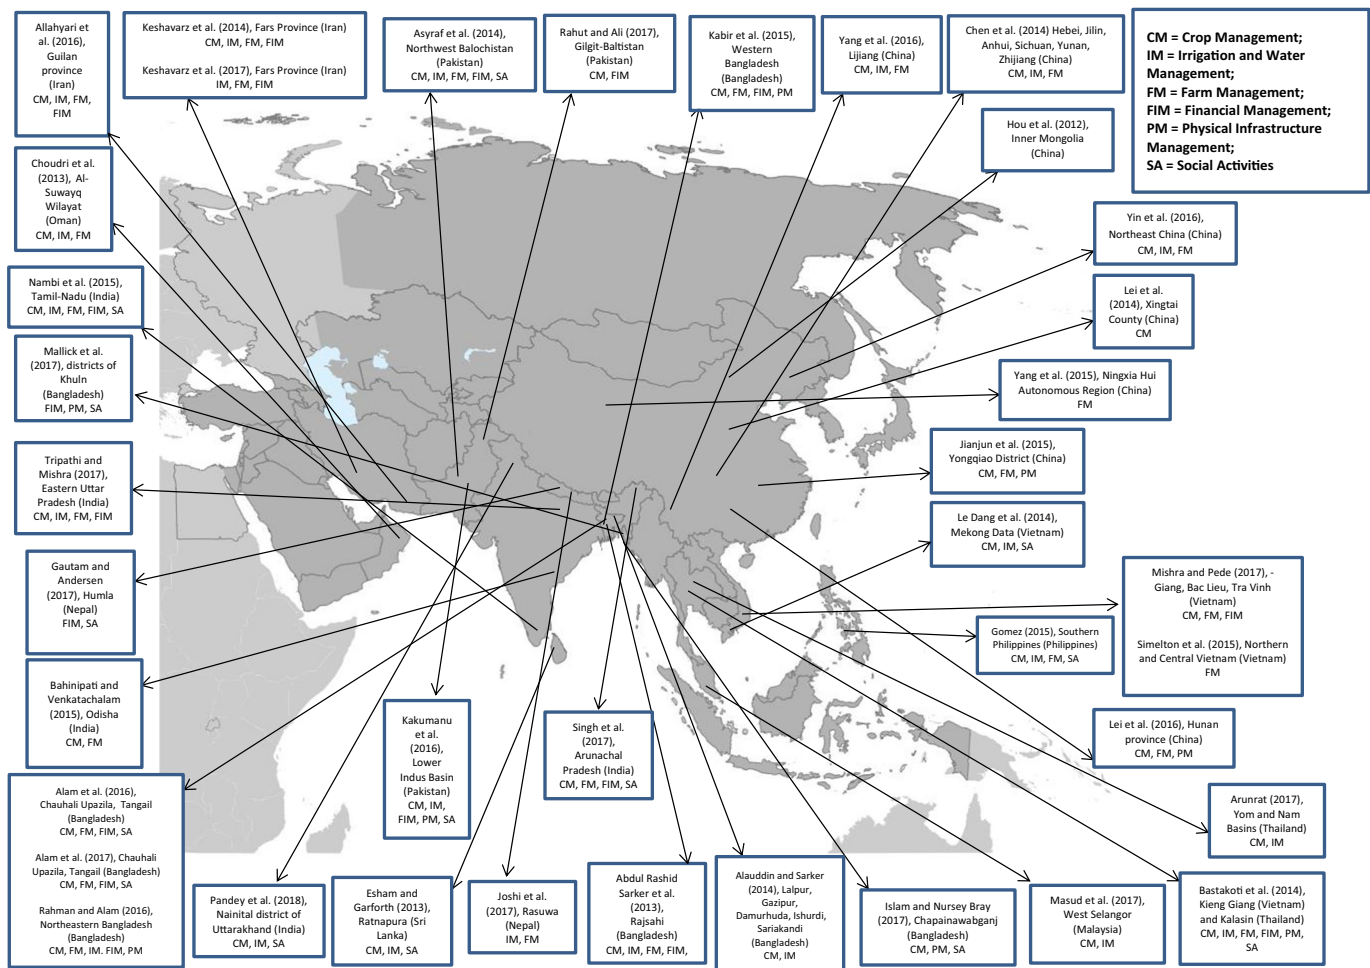 Allahyari et
al. (2016),
Guilan
province
(Iran)
CM, IM, FM,
FIM
Keshavarz et al. (2014), Fars Province (Iran)
CM, IM, FM, FIM
Keshavarz et al. (2017), Fars Province (Iran)
IM, FM, FIM
Asyraf et al. (2014),
Northwest Balochistan
(Pakistan)
CM, IM, FM, FIM, SA
Rahut and Ali (2017),
Gilgit-Baltistan
(Pakistan)
CM, FIM
Kabir et al. (2015),
Western
Bangladesh
(Bangladesh)
CM, FM, FIM, PM
Yang et al. (2016),
Lijiang (China)
CM, IM, FM
Chen et al. (2014) Hebei, Jilin,
Anhui, Sichuan, Yunan,
Zhijiang (China)
CM, IM, FM
CM = Crop Management;
IM = Irrigation and Water
Management;
FM = Farm Management;
FIM = Financial Management;
PM = Physical Infrastructure
Management;
SA = Social Activities
Hou et al. (2012),
Inner Mongolia
(China)
Choudri et al.
(2013), Al-
Suwayq
Wilayat
(Oman)
CM, IM, FM
Yin et al. (2016),
Northeast China (China)
CM, IM, FM
Nambi et al. (2015),
Tamil-Nadu (India)
CM, IM, FM, FIM, SA
Lei et al.
(2014), Xingtai
County (China)
CM
Mallick et al.
(2017), districts of
Khuln
(Bangladesh)
FIM, PM, SA
Yang et al. (2015), Ningxia Hui
Autonomous Region (China)
FM
Tripathi and
Mishra (2017),
Eastern Uttar
Pradesh (India)
CM, IM, FM, FIM
Jianjun et al. (2015),
Yongqiao District (China)
CM, FM, PM
Le Dang et al. (2014),
Mekong Data (Vietnam)
CM, IM, SA
Gautam and
Andersen
(2017), Humla
(Nepal)
FIM, SA
Mishra and Pede (2017), -
Giang, Bac Lieu, Tra Vinh
(Vietnam)
CM, FM, FIM
Simelton et al. (2015), Northern
and Central Vietnam (Vietnam)
FM
Gomez (2015), Southern
Philippines (Philippines)
CM, IM, FM, SA
Bahinipati and
Venkatachalam
(2015), Odisha
(India)
CM, FM
Kakumanu
et al.
(2016),
Lower
Indus Basin
(Pakistan)
CM, IM,
FIM, PM, SA
Singh et al.
(2017),
Arunachal
Pradesh (India)
CM, FM, FIM, SA
Lei et al. (2016), Hunan
province (China)
CM, FM, PM
Alam et al. (2016),
Chauhali Upazila, Tangail
(Bangladesh)
CM, FM, FIM, SA
Alam et al. (2017), Chauhali
Upazila, Tangail (Bangladesh)
CM, FM, FIM, SA
Rahman and Alam (2016),
Northeastern Bangladesh
(Bangladesh)
CM, FM, IM. FIM, PM
Arunrat (2017),
Yom and Nam
Basins (Thailand)
CM, IM
Pandey et al. (2018),
Nainital district of
Uttarakhand (India)
CM, IM, SA
Esham and
Garforth (2013),
Ratnapura (Sri
Lanka)
CM, IM, SA
Joshi et al.
(2017), Rasuwa
(Nepal)
IM, FM
Abdul Rashid
Sarker et al.
(2013),
Rajsahi
(Bangladesh)
CM, IM, FM, FIM,
Alauddin and Sarker
(2014), Lalpur,
Gazipur,
Damurhuda, Ishurdi,
Sariakandi
(Bangladesh)
CM, IM
Islam and Nursey Bray
(2017), Chapainawabganj
(Bangladesh)
CM, PM, SA
Masud et al. (2017),
West Selangor
(Malaysia)
CM, IM
Bastakoti et al. (2014),
Kieng Giang (Vietnam)
and Kalasin (Thailand)
CM, IM, FM, FIM, PM,
SA